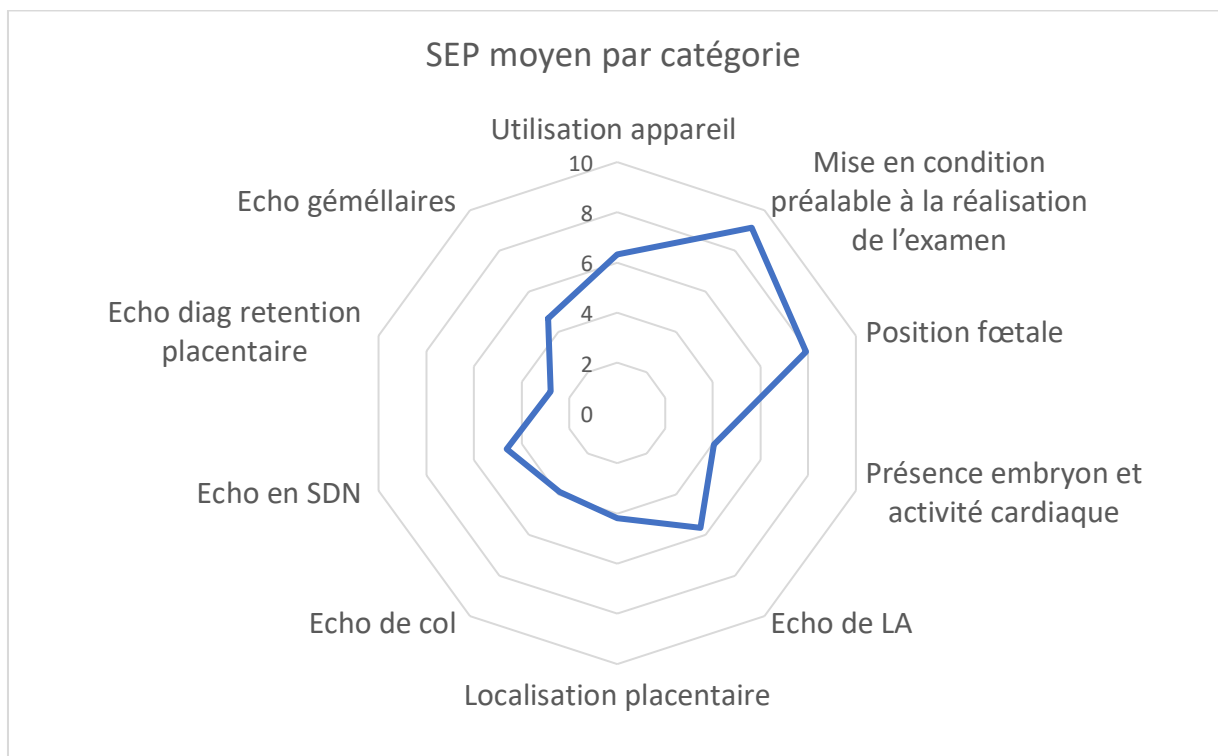 SEP moyen par catégorie
Utilisation appareil
Mise en condition
préalable à la réalisation
de l’examen
Position fœtale
Présence embryon et
activité cardiaque
Echo de LA
Localisation placentaire
Echo de col
Echo en SDN
Echo diag retention
placentaire
Echo géméllaires
10
8
6
4
2
0